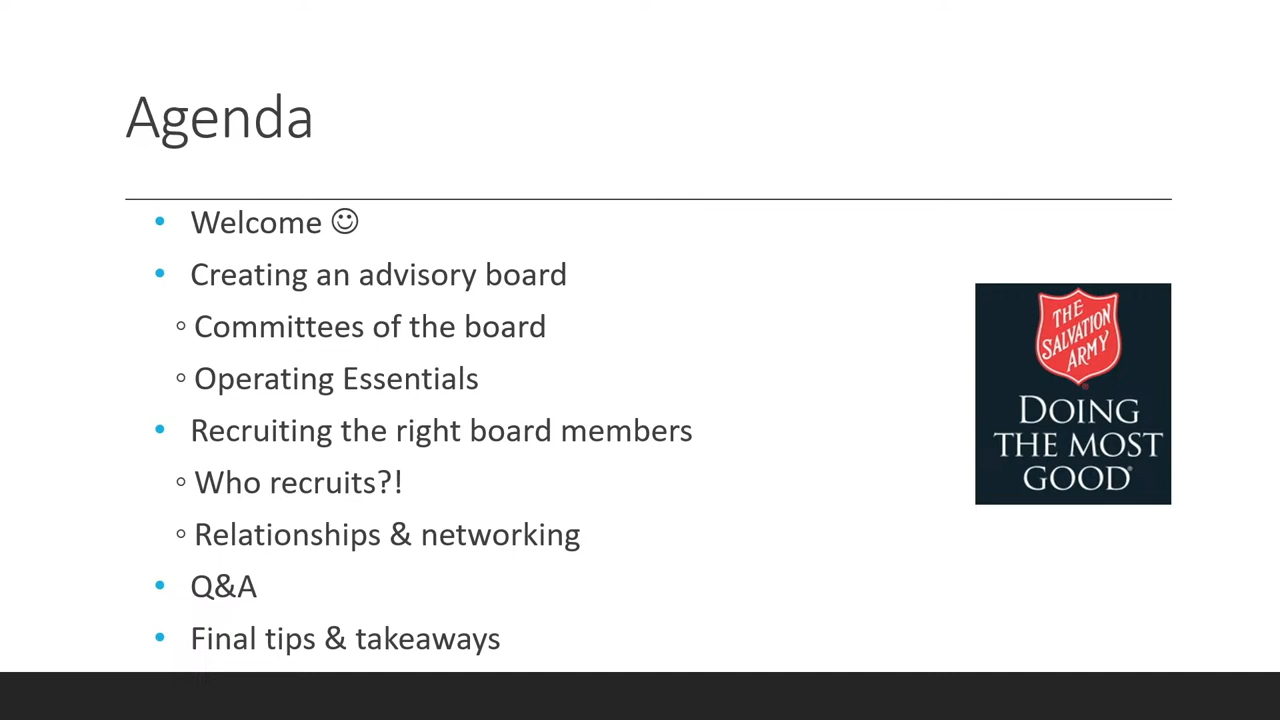 Agenda
• Welcome ☺
• Creating an advisory board
◦ Committees of the board
◦ Operating Essentials
• Recruiting the right board members
◦ Who recruits?!
◦ Relationships & networking
• Q&A
• Final tips & takeaways
THE
SALVATION
ARMY
DOING
THE MOST
GOOD®